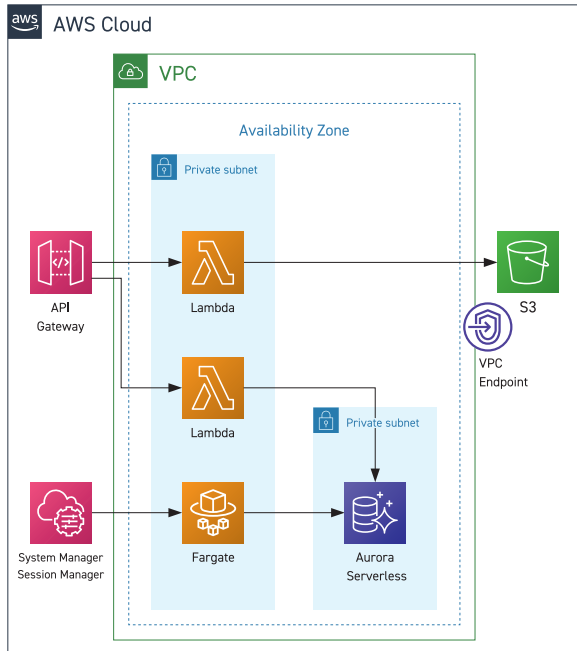 aws
AWS Cloud
VPC
Availability Zone
Private subnet
API
Gateway
Lambda
S3
VPC
Endpoint
Lambda
Private subnet
System Manager
Session Manager
Fargate
Aurora
Serverless